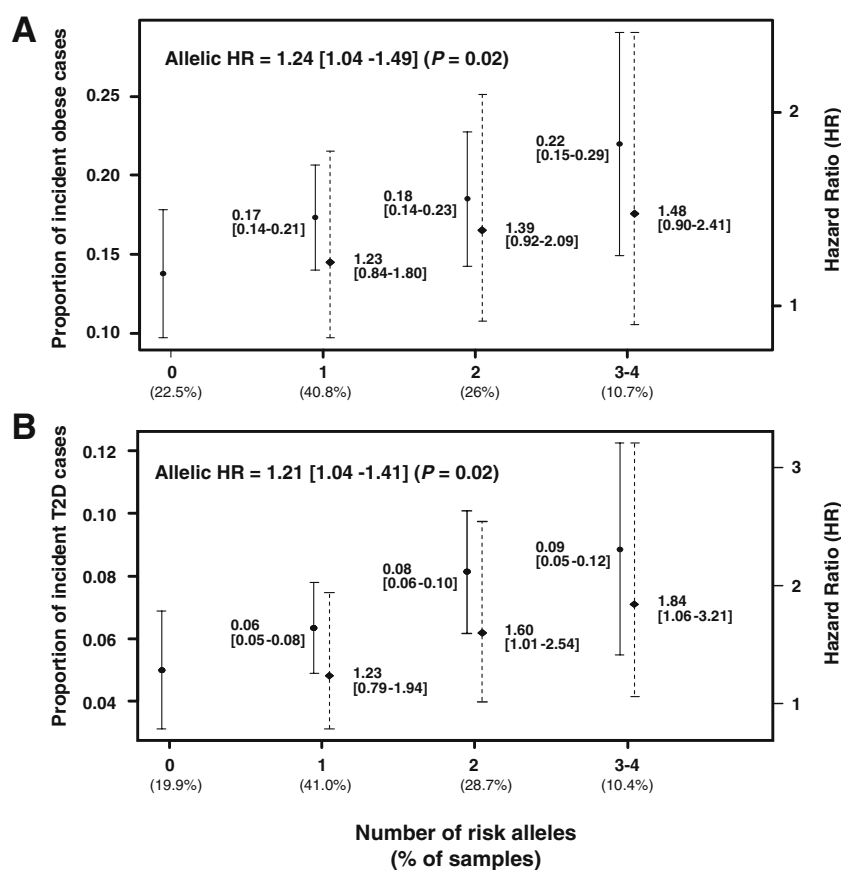 A
Allelic HR = 1.24 [1.04 -1.49] (P = 0.02)
Proportion of incident obese cases
0.25
0.20
0.15
0.10
0.17
[0.14-0.21]
1.23
[0.84-1.80]
0.18
[0.14-0.23]
1.39
[0.92-2.09]
0.22
[0.15-0.29]
1.48
[0.90-2.41]
2
1
Hazard Ratio (HR)
0 1 2 3-4
(22.5%) (40.8%) (26%) (10.7%)
B
Allelic HR = 1.21 [1.04 -1.41] (P = 0.02)
Proportion of incident T2D cases
0.12
0.10
0.08
0.06
0.04
0.06
[0.05-0.08]
1.23
[0.79-1.94]
0.08
[0.06-0.10]
1.60
[1.01-2.54]
0.09
[0.05-0.12]
1.84
[1.06-3.21]
3
2
1
Hazard Ratio (HR)
0 1 2 3-4
(19.9%) (41.0%) (28.7%) (10.4%)
Number of risk alleles
(% of samples)